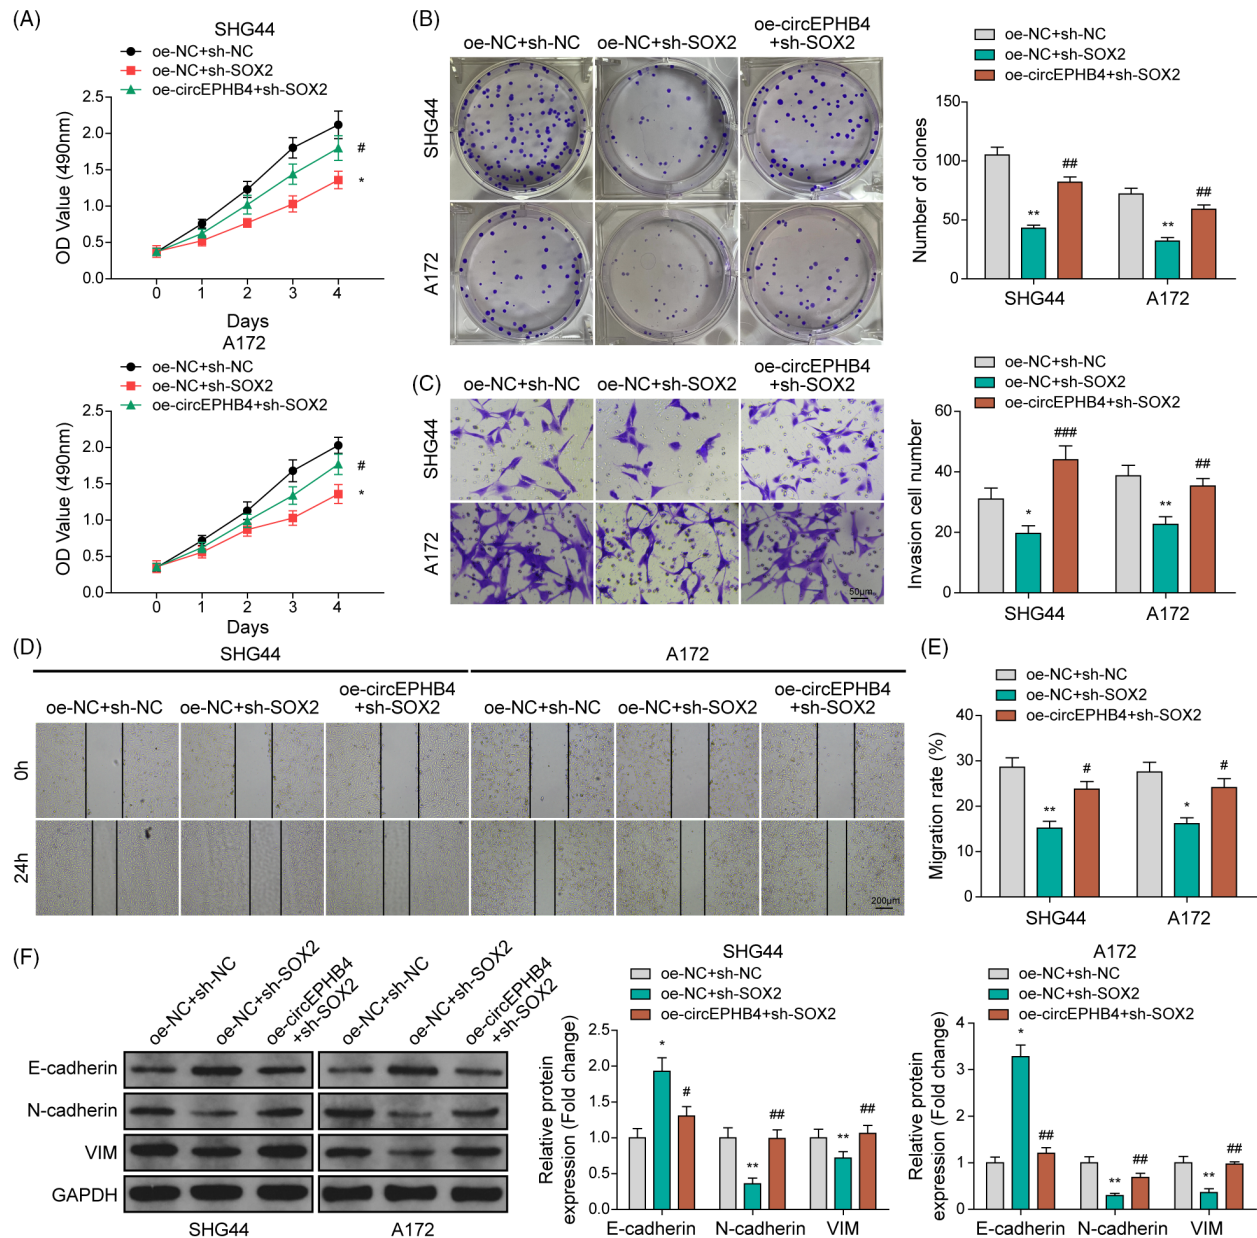 (A)
SHG44
oe-NC+sh-NC
oe-NC+sh-SOX2
oe-circEPHB4+sh-SOX2
OD Value (490nm)
2.5
2.0
1.5
1.0
0.5
0.0
#
*
0 1 2 3 4
Days
A172
oe-NC+sh-NC
oe-NC+sh-SOX2
oe-circEPHB4+sh-SOX2
OD Value (490nm)
2.5
2.0
1.5
1.0
0.5
0.0
#
*
0 1 2 3 4
Days
(B)
oe-NC+sh-NC oe-NC+sh-SOX2 oe-circEPHB4
+sh-SOX2
SHG44
A172
oe-NC+sh-NC
oe-NC+sh-SOX2
oe-circEPHB4+sh-SOX2
Number of clones
150
100
50
0
** ## ** ##
SHG44 A172
(C)
oe-NC+sh-NC oe-NC+sh-SOX2 oe-circEPHB4
+sh-SOX2
SHG44
A172
50μm
oe-NC+sh-NC
oe-NC+sh-SOX2
oe-circEPHB4+sh-SOX2
Invasion cell number
60
40
20
0
* ### ** ##
SHG44 A172
(D)
SHG44 A172
oe-NC+sh-NC oe-NC+sh-SOX2 oe-circEPHB4
+sh-SOX2
oe-NC+sh-NC oe-NC+sh-SOX2 oe-circEPHB4
+sh-SOX2
0h
24h
200μm
(E)
oe-NC+sh-NC
oe-NC+sh-SOX2
oe-circEPHB4+sh-SOX2
Migration rate (%)
40
30
20
10
0
** # * #
SHG44 A172
(F)
oe-NC+sh-NC
oe-NC+sh-SOX2
oe-circEPHB4
+sh-SOX2
oe-NC+sh-NC
oe-NC+sh-SOX2
oe-circEPHB4
+sh-SOX2
E-cadherin
N-cadherin
VIM
GAPDH
SHG44 A172
SHG44
oe-NC+sh-NC
oe-NC+sh-SOX2
oe-circEPHB4+sh-SOX2
Relative protein
expression (Fold change)
2.5
2.0
1.5
1.0
0.5
0.0
* # ** ## ** ##
E-cadherin N-cadherin VIM
A172
oe-NC+sh-NC
oe-NC+sh-SOX2
oe-circEPHB4+sh-SOX2
Relative protein
expression (Fold change)
4
3
2
1
0
* ## ** ## ** ##
E-cadherin N-cadherin VIM